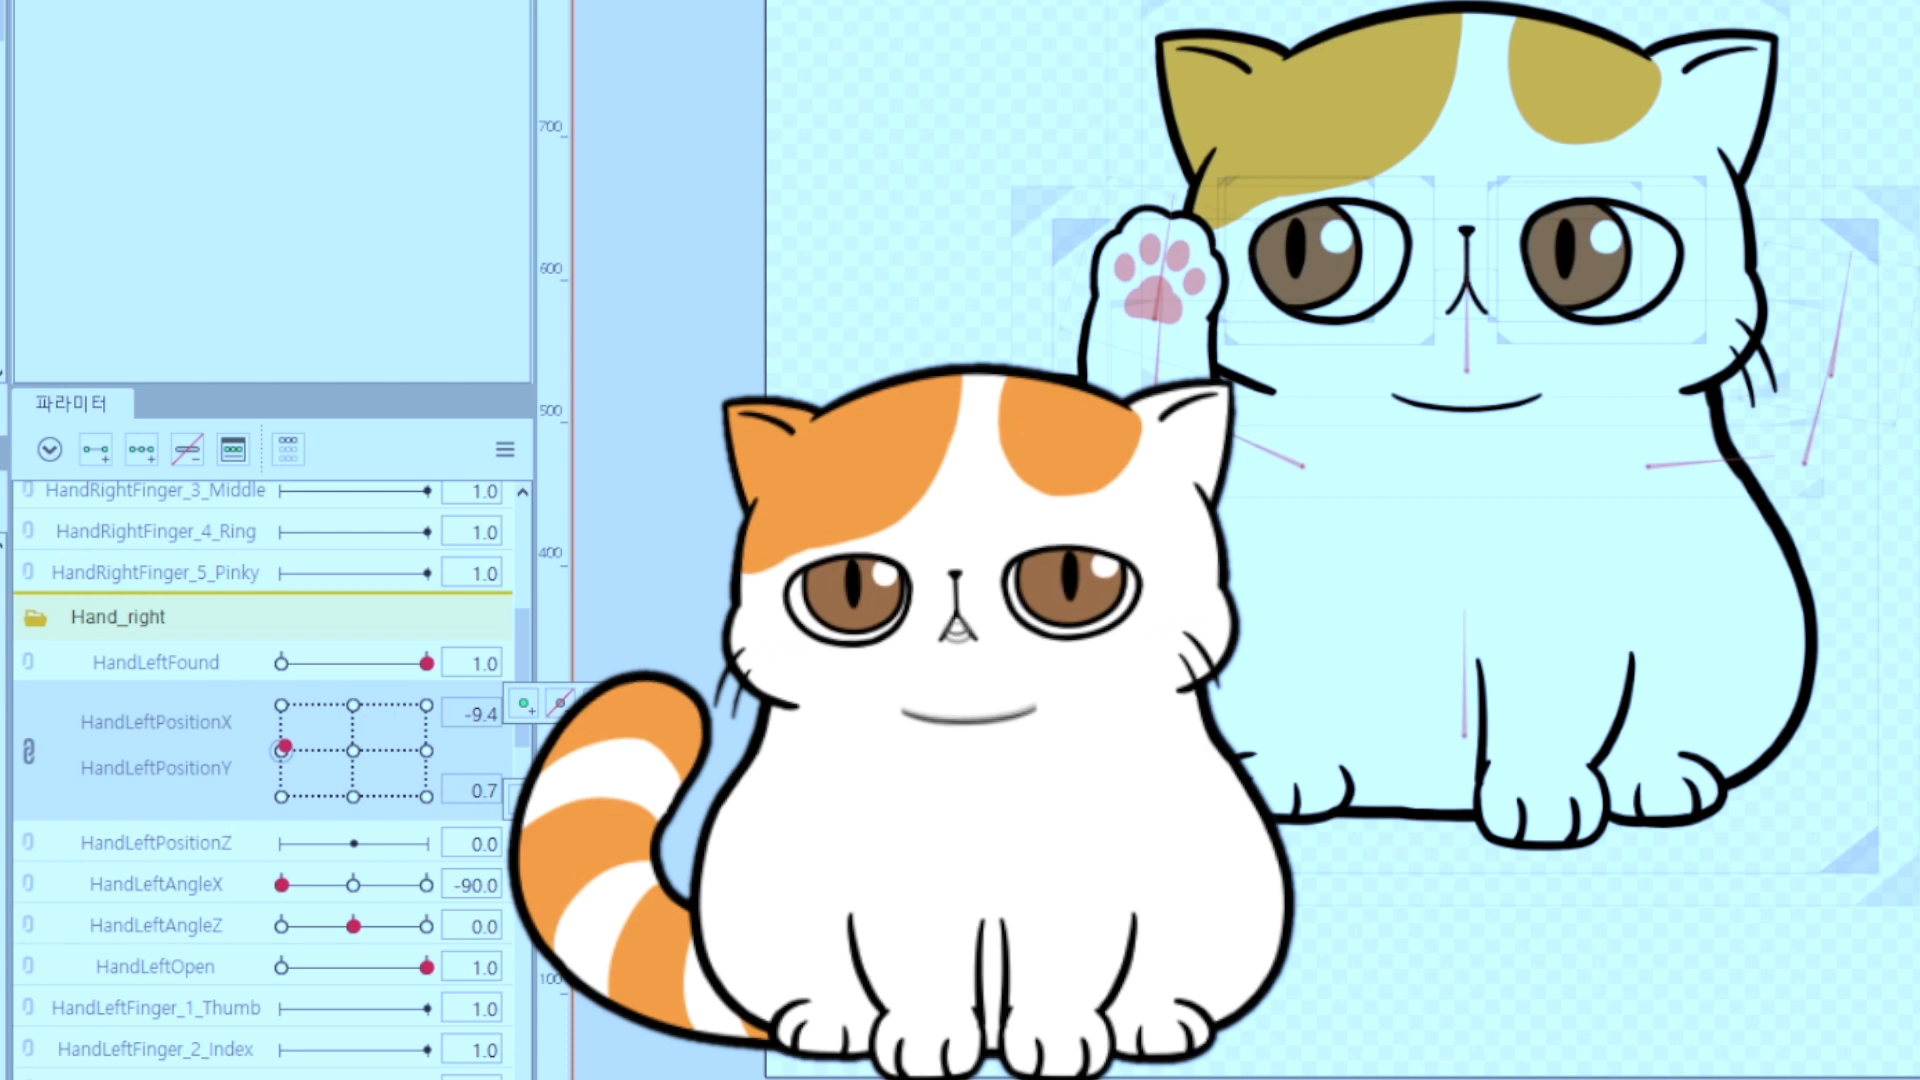 700
600
500
400
100
파라미터
HandRightFinger_3_Middle 1.0
HandRightFinger_4_Ring 1.0
HandRightFinger_5_Pinky 1.0
Hand_right
HandLeftFound 1.0
HandLeftPositionX -9.4
HandLeftPositionY 0.7
HandLeftPositionZ 0.0
HandLeftAngleX -90.0
HandLeftAngleZ 0.0
HandLeftOpen 1.0
HandLeftFinger_1_Thumb 1.0
HandLeftFinger_2_Index 1.0